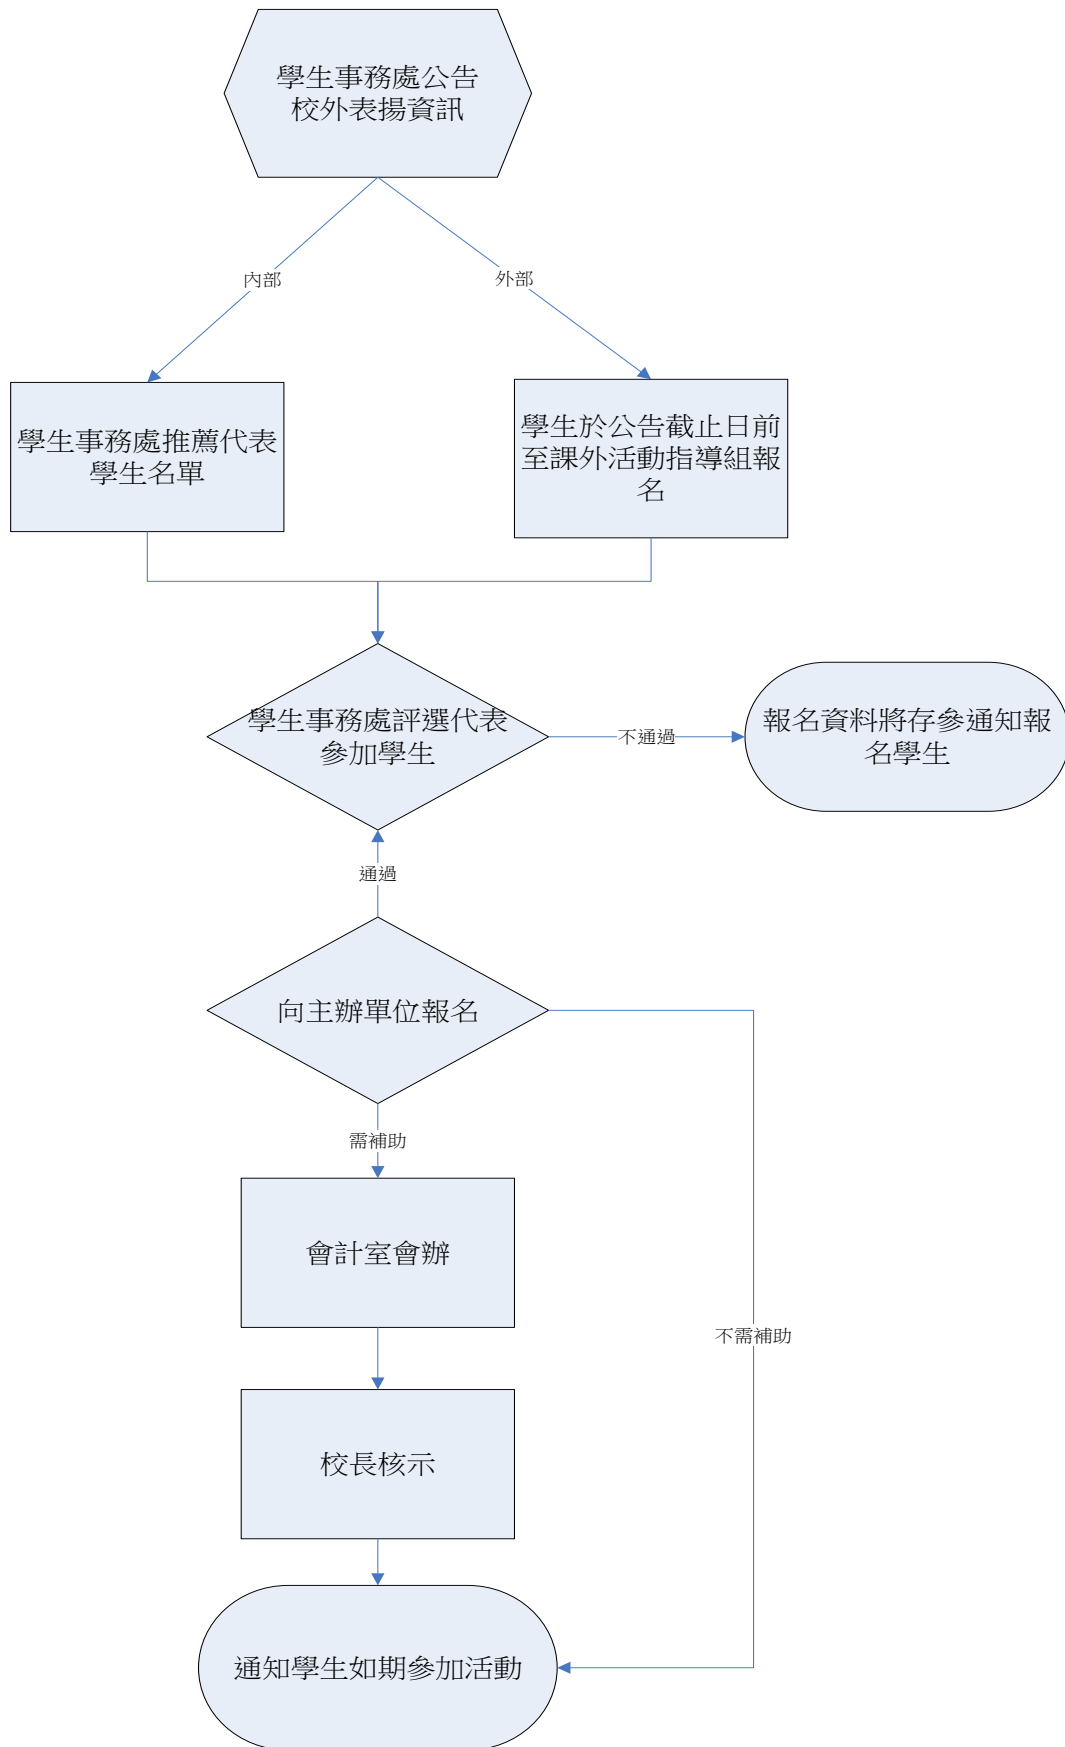 學生事務處公告
校外表揚資訊
內部
外部
學生事務處推薦代表
學生名單
學生於公告截止日前
至課外活動指導組報
名
學生事務處評選代表
參加學生
不通過
報名資料將存參通知報
名學生
通過
向主辦單位報名
需補助
會計室會辦
不需補助
校長核示
通知學生如期參加活動